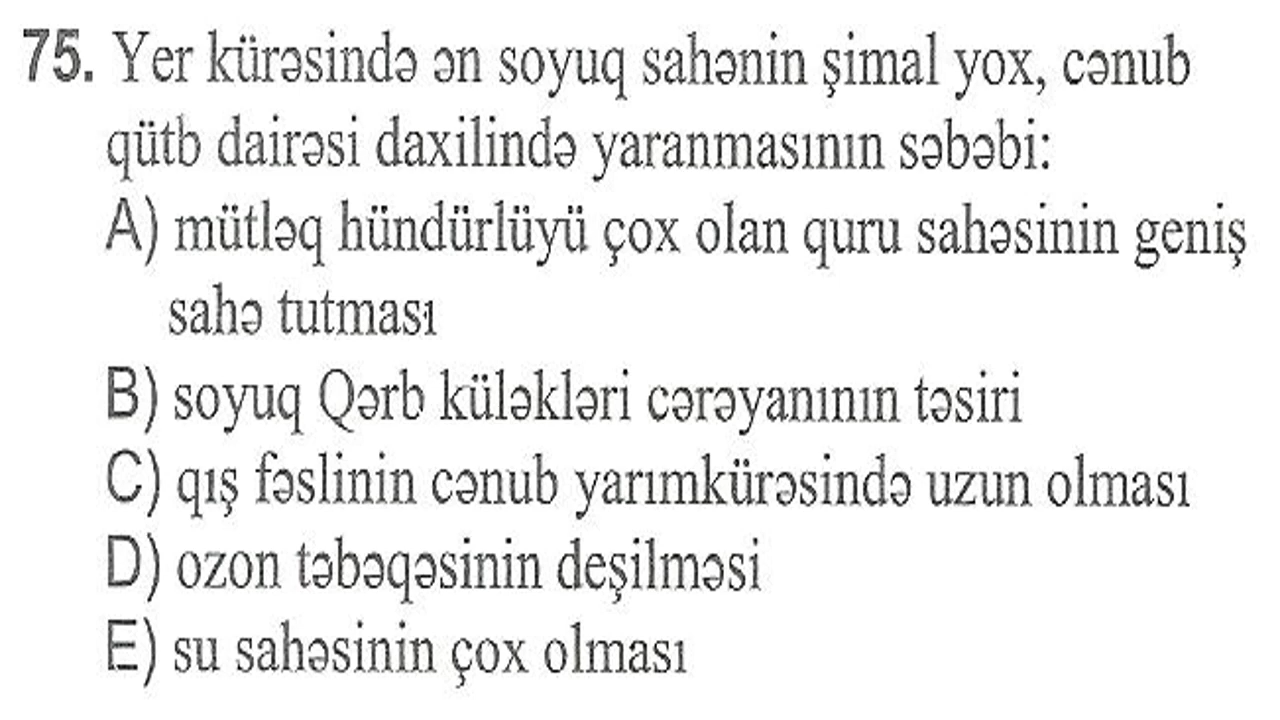 75. Yer kürəsində ən soyuq sahənin şimal yox, cənub
qütb dairəsi daxilində yaranmasının səbəbi:
A) mütləq hündürlüyü çox olan quru sahəsinin geniş
sahə tutması
B) soyuq Qərb küləkləri cərəyanının təsiri
C) qış fəslinin cənub yarımkürəsində uzun olması
D) ozon təbəqəsinin deşilməsi
E) su sahəsinin çox olması